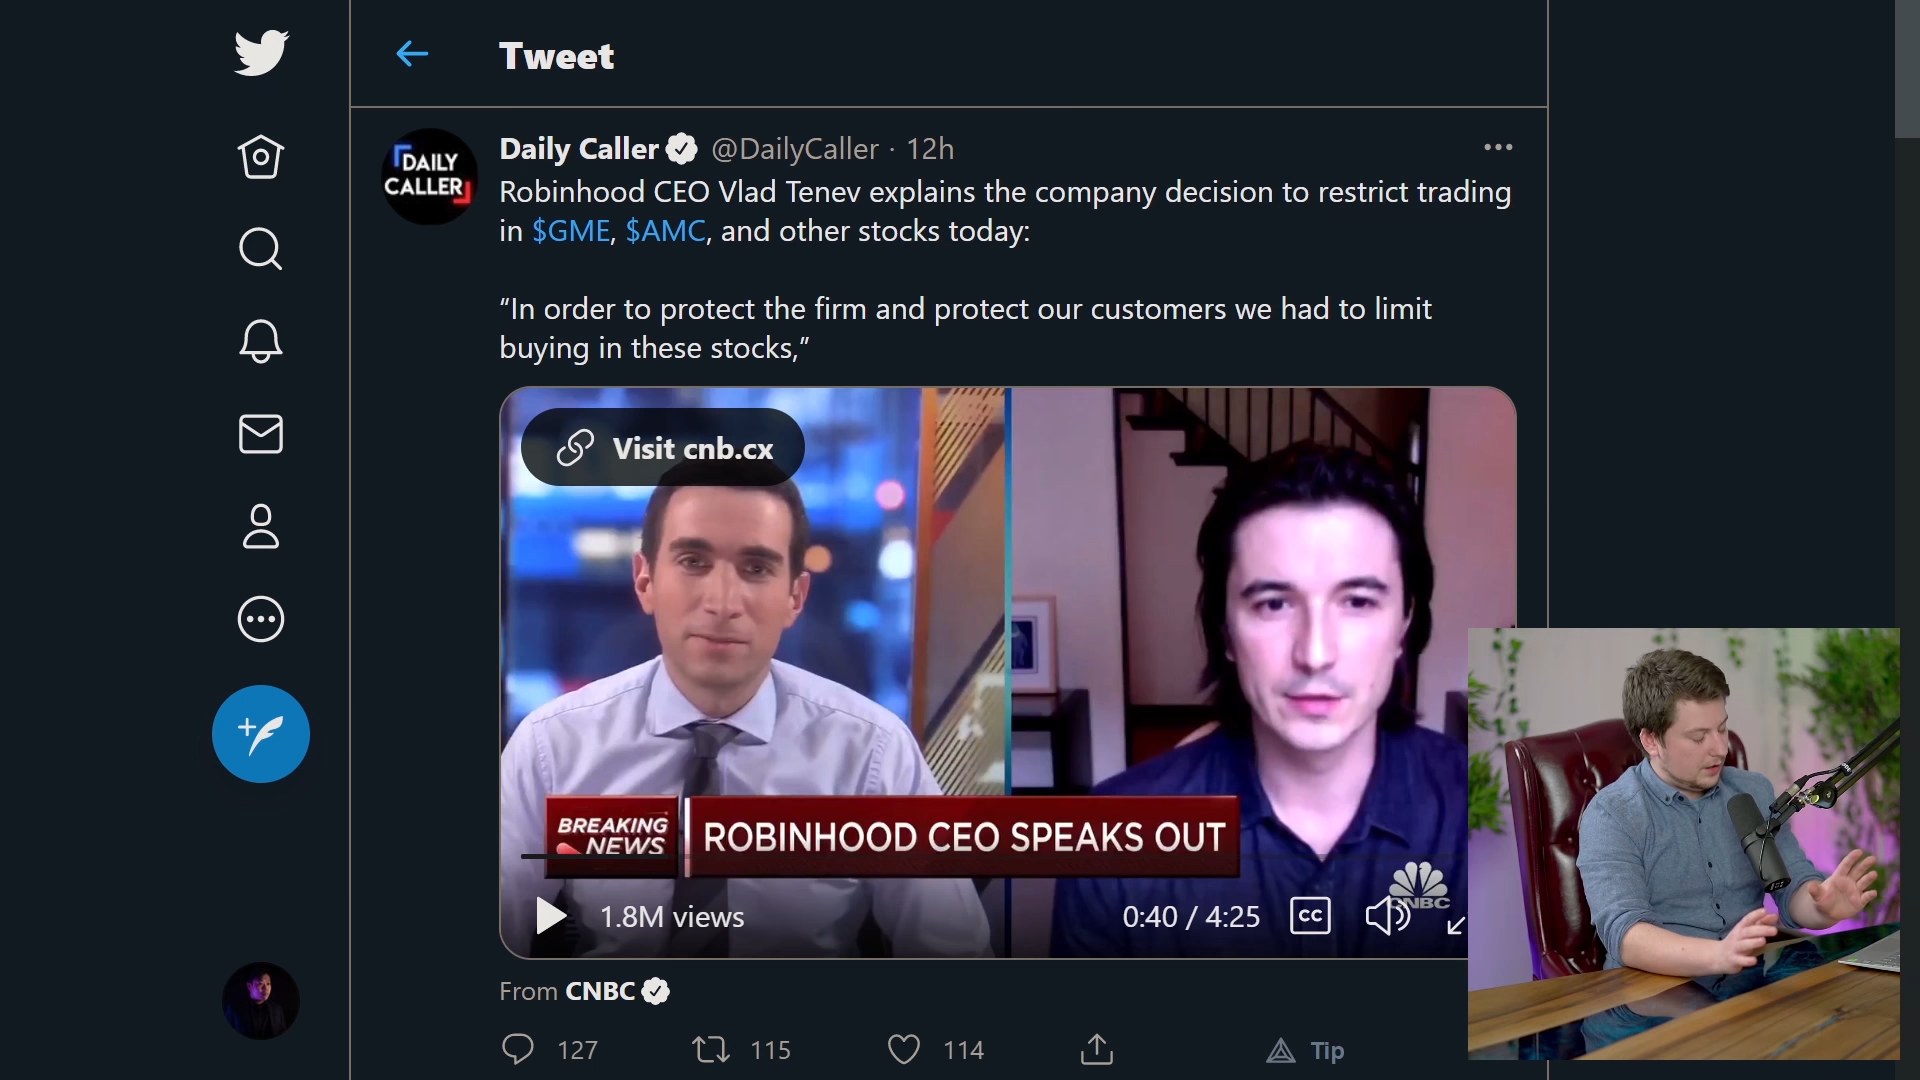 Tweet
DAILY
CALLER
Daily Caller @DailyCaller · 12h
Robinhood CEO Vlad Tenev explains the company decision to restrict trading
in $GME, $AMC, and other stocks today:
“In order to protect the firm and protect our customers we had to limit
buying in these stocks,”
Visit cnb.cx
BREAKING
NEWS
ROBINHOOD CEO SPEAKS OUT
CNBC
1.8M views
0:40 / 4:25
CC
From CNBC
127
115
114
Tip